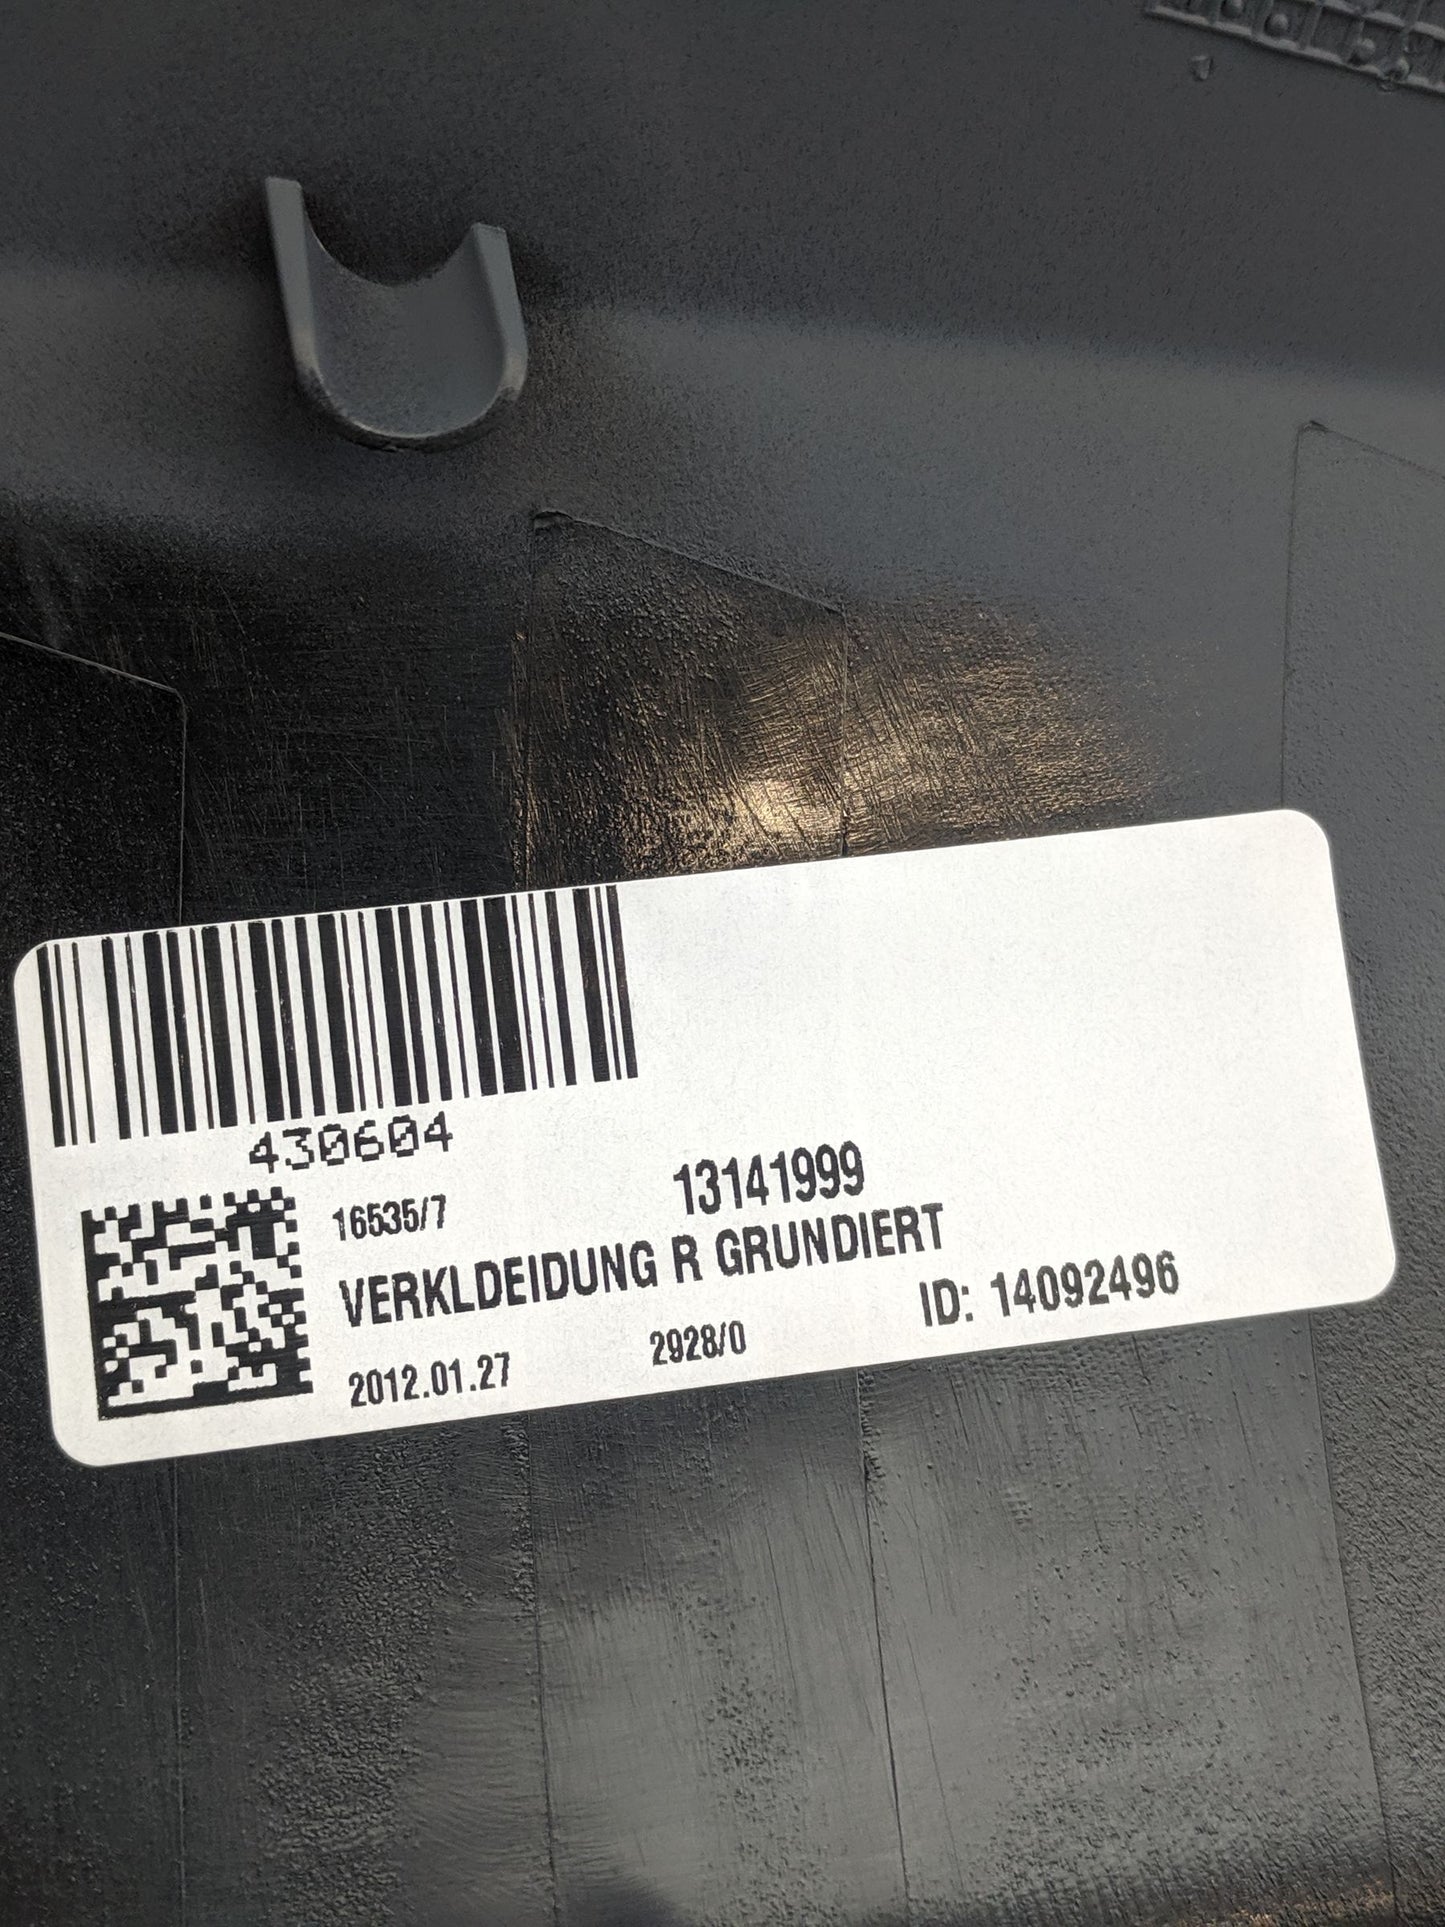 430604
16535/7
13141999
VERKLDEIDUNG R GRUNDIERT
2012.01.27
2928/0
ID: 14092496